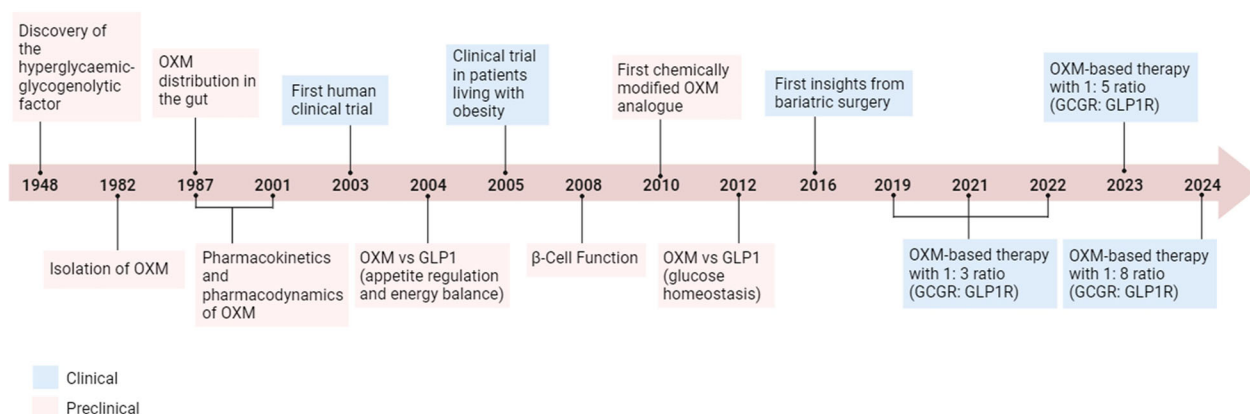 Discovery of
the
hyperglycaemic-
glycogenolytic
factor
OXM
distribution in
the gut
First human
clinical trial
Clinical trial
in patients
living with
obesity
First chemically
modified OXM
analogue
First insights from
bariatric surgery
OXM-based therapy
with 1: 5 ratio
(GCGR: GLP1R)
1948 1982 1987 2001 2003 2004 2005 2008 2010 2012 2016 2019 2021 2022 2023 2024
Isolation of OXM
Pharmacokinetics
and
pharmacodynamics
of OXM
OXM vs GLP1
(appetite regulation
and energy balance)
β-Cell Function
OXM vs GLP1
(glucose
homeostasis)
OXM-based therapy
with 1: 3 ratio
(GCGR: GLP1R)
OXM-based therapy
with 1: 8 ratio
(GCGR: GLP1R)
Clinical
Preclinical